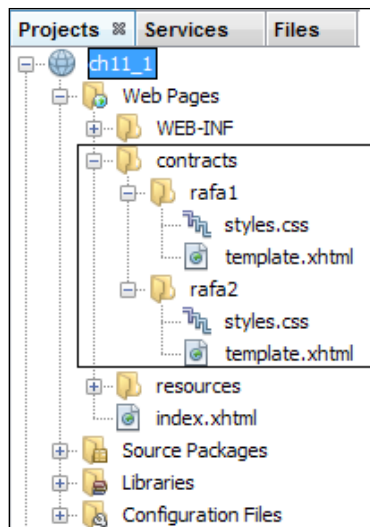 Projects Services Files
ch11_1
Web Pages
WEB-INF
contracts
rafa1
styles.css
template.xhtml
rafa2
styles.css
template.xhtml
resources
index.xhtml
Source Packages
Libraries
Configuration Files